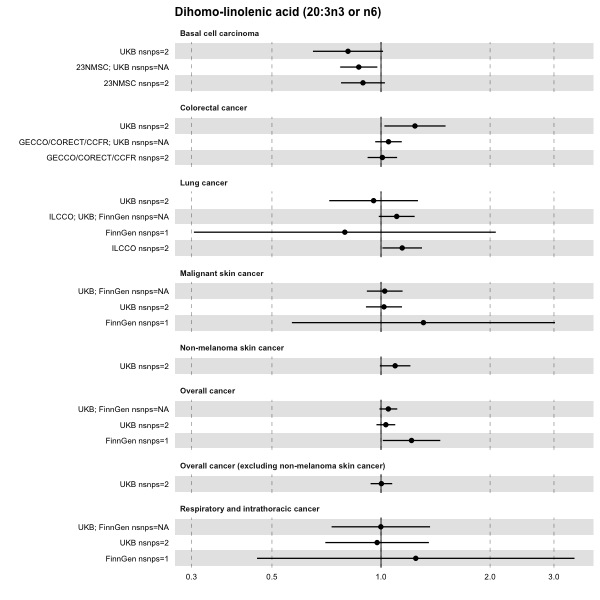 Dihomo-linolenic acid (20:3n3 or n6)
Basal cell carcinoma
UKB nsnps=2
23NMSC; UKB nsnps=NA
23NMSC nsnps=2
Colorectal cancer
UKB nsnps=2
GECCO/CORECT/CCFR; UKB nsnps=NA
GECCO/CORECT/CCFR nsnps=2
Lung cancer
UKB nsnps=2
ILCCO; UKB; FinnGen nsnps=NA
FinnGen nsnps=1
ILCCO nsnps=2
Malignant skin cancer
UKB; FinnGen nsnps=NA
UKB nsnps=2
FinnGen nsnps=1
Non-melanoma skin cancer
UKB nsnps=2
Overall cancer
UKB; FinnGen nsnps=NA
UKB nsnps=2
FinnGen nsnps=1
Overall cancer (excluding non-melanoma skin cancer)
UKB nsnps=2
Respiratory and intrathoracic cancer
UKB; FinnGen nsnps=NA
UKB nsnps=2
FinnGen nsnps=1
0.3 0.5 1.0 2.0 3.0